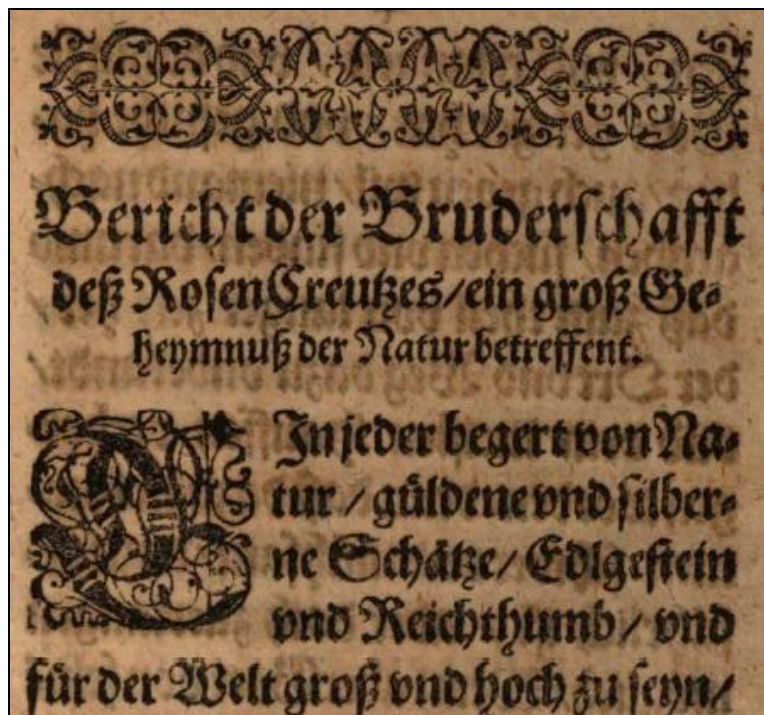 Bericht der Bruderschafft
deß RosenCreutzes/ein groß Ge⸗
heymnuß der Natur betreffent.
EIn jeder begert von Na⸗
tur / güldene vnd silber⸗
ne Schätze/ Edlgestein
vnd Reichthumb / vnd
für der Welt groß vnd hoch zu seyn/